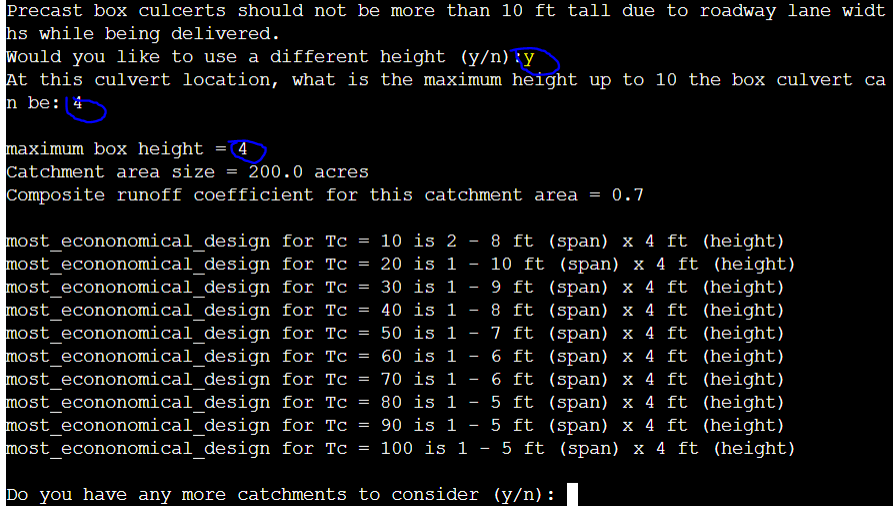 Precast box culcerts should not be more than 10 ft tall due to roadway lane widt
hs while being delivered.
Would you like to use a different height (y/n):y
At this culvert location, what is the maximum height up to 10 the box culvert ca
n be: 4
maximum box height = 4
Catchment area size = 200.0 acres
Composite runoff coefficient for this catchment area = 0.7
most_econonomical_design for Tc = 10 is 2 - 8 ft (span) x 4 ft (height)
most_econonomical_design for Tc = 20 is 1 - 10 ft (span) x 4 ft (height)
most_econonomical_design for Tc = 30 is 1 - 9 ft (span) x 4 ft (height)
most_econonomical_design for Tc = 40 is 1 - 8 ft (span) x 4 ft (height)
most_econonomical_design for Tc = 50 is 1 - 7 ft (span) x 4 ft (height)
most_econonomical_design for Tc = 60 is 1 - 6 ft (span) x 4 ft (height)
most_econonomical_design for Tc = 70 is 1 - 6 ft (span) x 4 ft (height)
most_econonomical_design for Tc = 80 is 1 - 5 ft (span) x 4 ft (height)
most_econonomical_design for Tc = 90 is 1 - 5 ft (span) x 4 ft (height)
most_econonomical_design for Tc = 100 is 1 - 5 ft (span) x 4 ft (height)
Do you have any more catchments to consider (y/n):